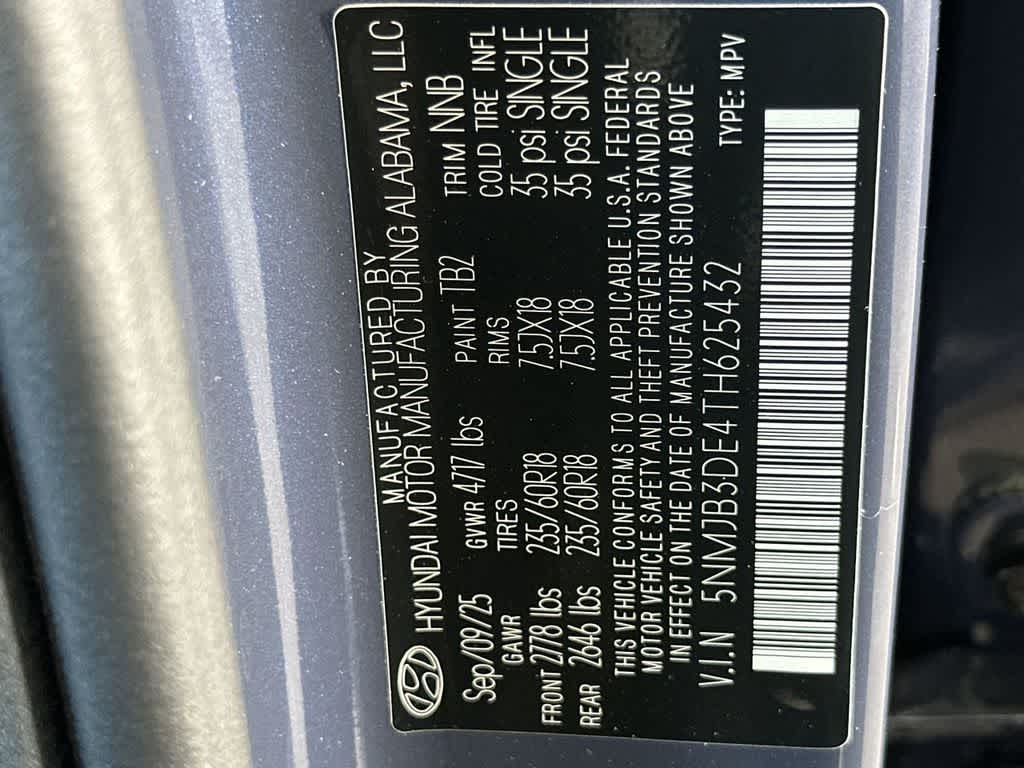 MANUFACTURED BY
HYUNDAI MOTOR MANUFACTURING ALABAMA, LLC
Sep/09/25 GVWR 4717 lbs PAINT TB2 TRIM NNB
GAWR TIRES RIMS COLD TIRE INFL
FRONT 2778 lbs 235/60R18 7.5JX18 35 psi SINGLE
REAR 2646 lbs 235/60R18 7.5JX18 35 psi SINGLE
THIS VEHICLE CONFORMS TO ALL APPLICABLE U.S.A. FEDERAL
MOTOR VEHICLE SAFETY AND THEFT PREVENTION STANDARDS
IN EFFECT ON THE DATE OF MANUFACTURE SHOWN ABOVE
V.I.N 5NMJB3DE4TH625432 TYPE: MPV